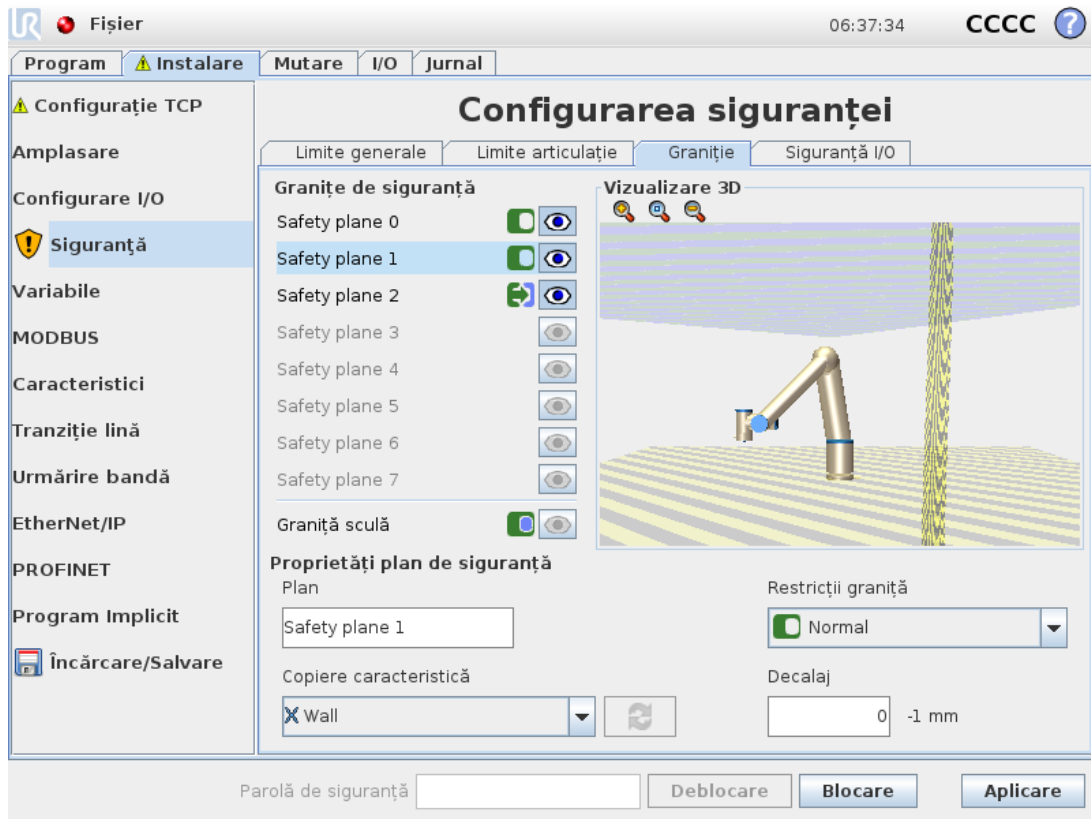 UR Fișier 06:37:34 CCCC ?
Program Instalare Mutare I/O Jurnal
Configurație TCP
Amplasare
Configurare I/O
Siguranță
Variabile
MODBUS
Caracteristici
Tranziție lină
Urmărire bandă
EtherNet/IP
PROFINET
Program Implicit
Încărcare/Salvare
Configurarea siguranței
Limite generale Limite articulație Graniție Siguranță I/O
Granițe de siguranță
Safety plane 0
Safety plane 1
Safety plane 2
Safety plane 3
Safety plane 4
Safety plane 5
Safety plane 6
Safety plane 7
Graniță sculă
Vizualizare 3D
Proprietăți plan de siguranță
Plan
Safety plane 1
Restricții graniță
Normal
Copiere caracteristică
Wall
Decalaj
0 -1 mm
Parolă de siguranță Deblocare Blocare Aplicare